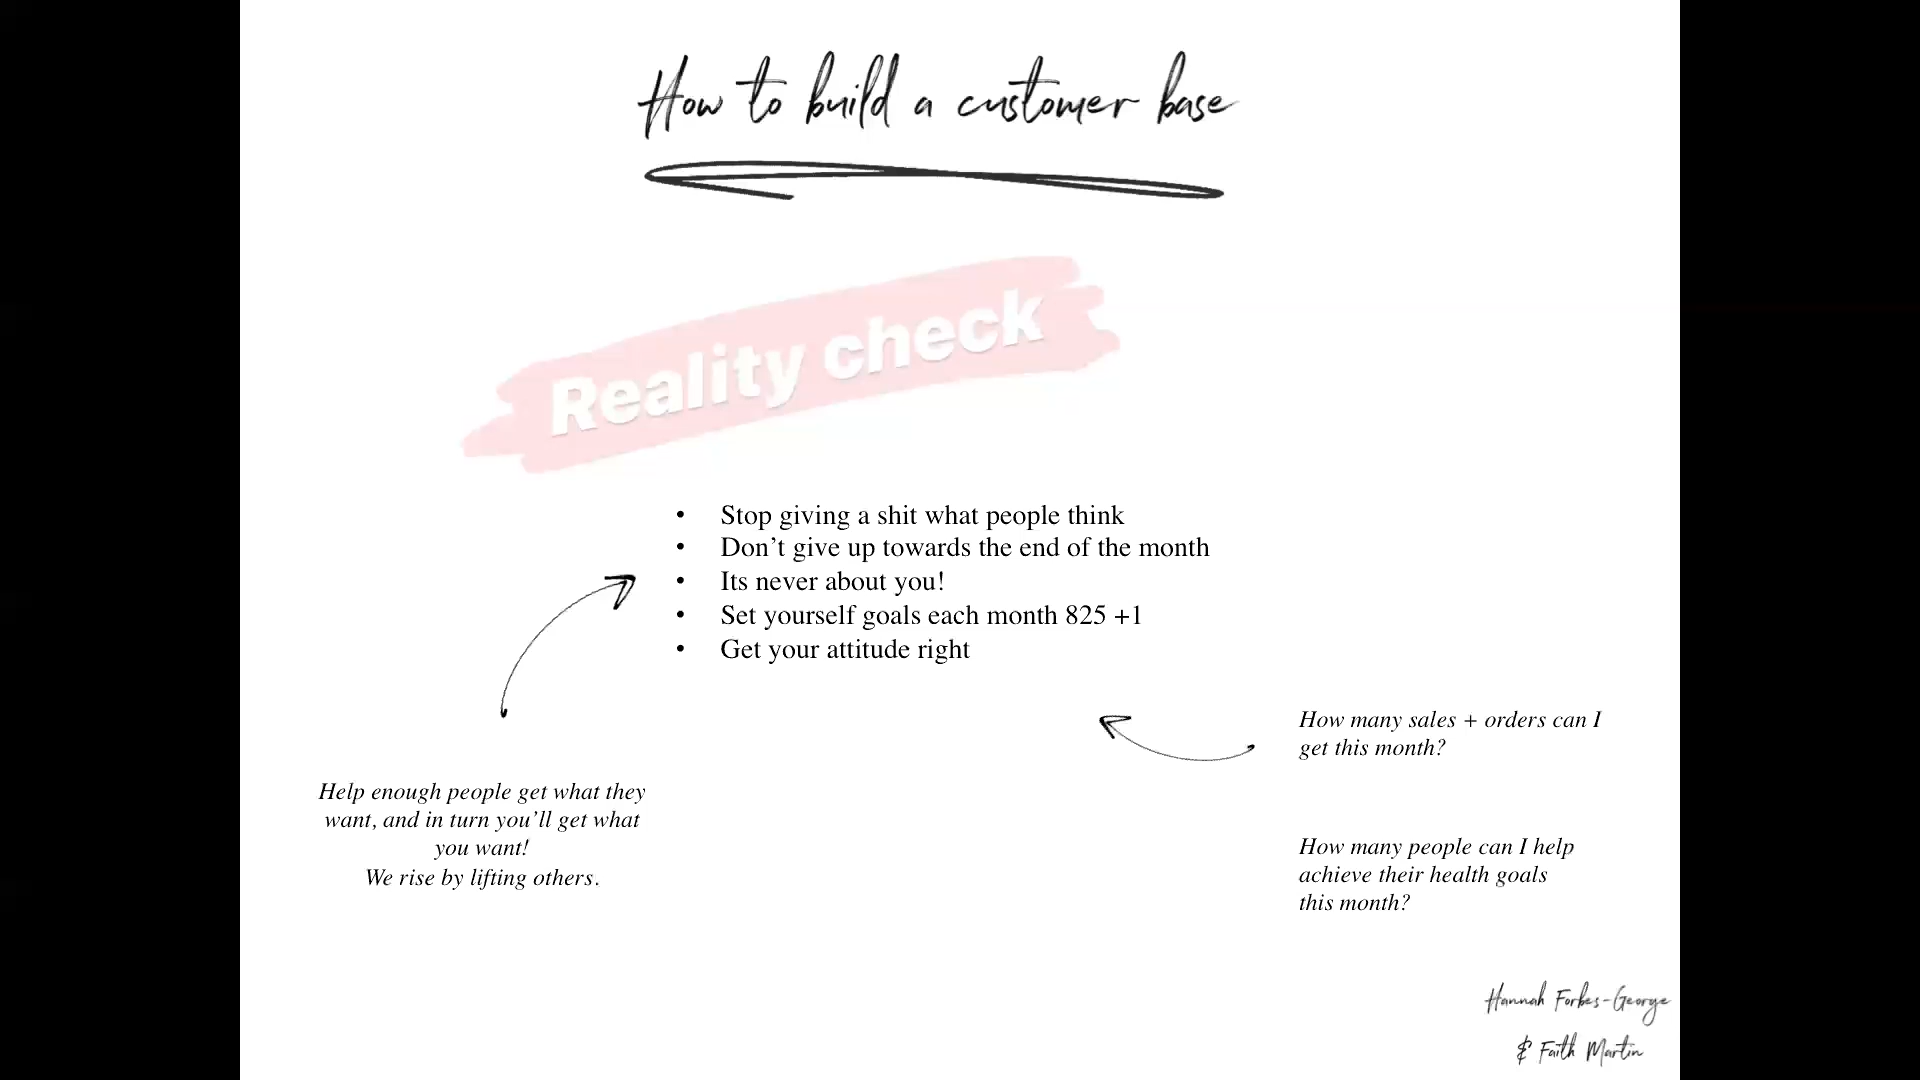 How to build a customer base
Reality check
• Stop giving a shit what people think
• Don’t give up towards the end of the month
• Its never about you!
• Set yourself goals each month 825 +1
• Get your attitude right
How many sales + orders can I
get this month?
Help enough people get what they
want, and in turn you’ll get what
you want!
We rise by lifting others.
How many people can I help
achieve their health goals
this month?
Hannah Forbes-George
& Faith Martin